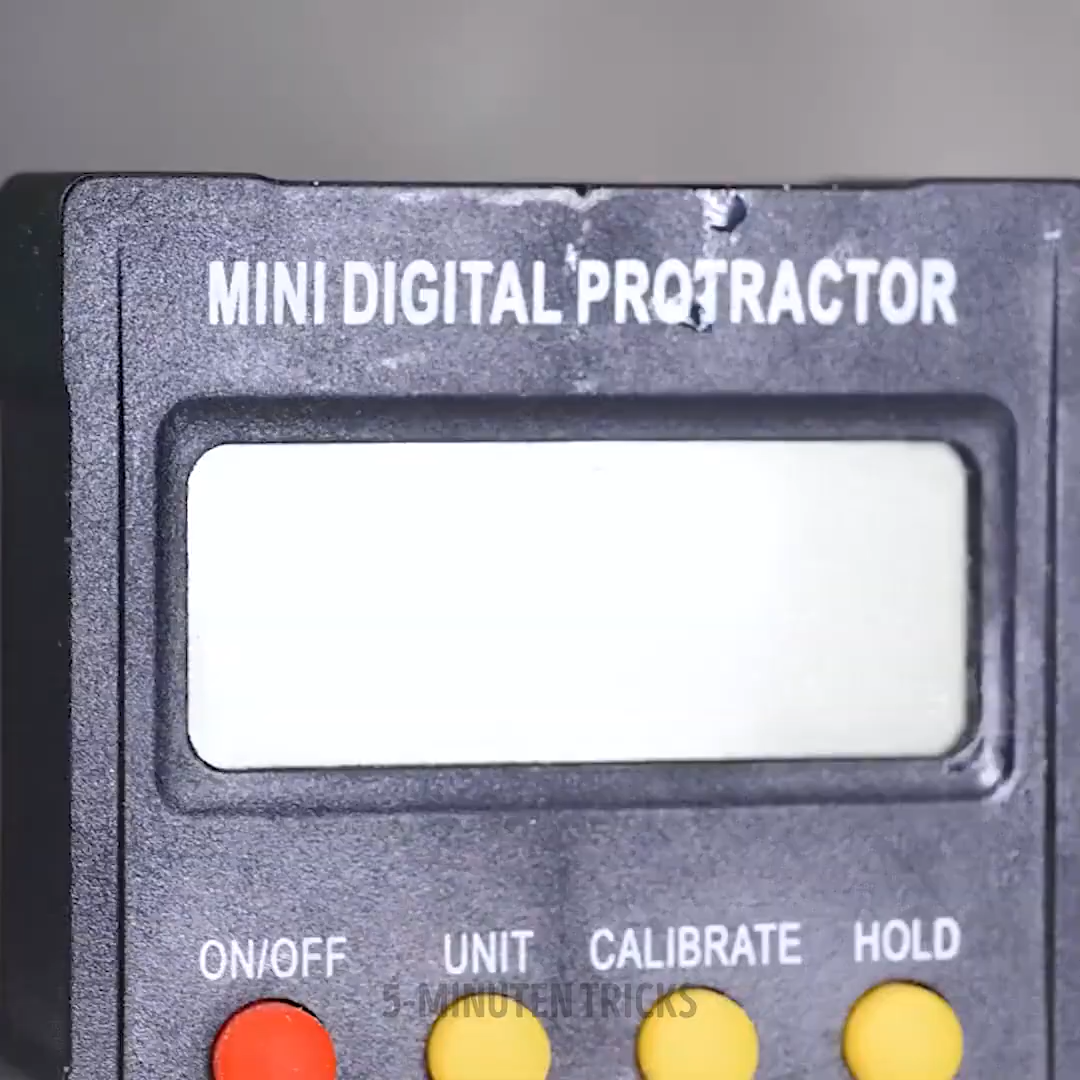 MINI DIGITAL PROTRACTOR
ON/OFF UNIT CALIBRATE HOLD
5-MINUTEN TRICKS